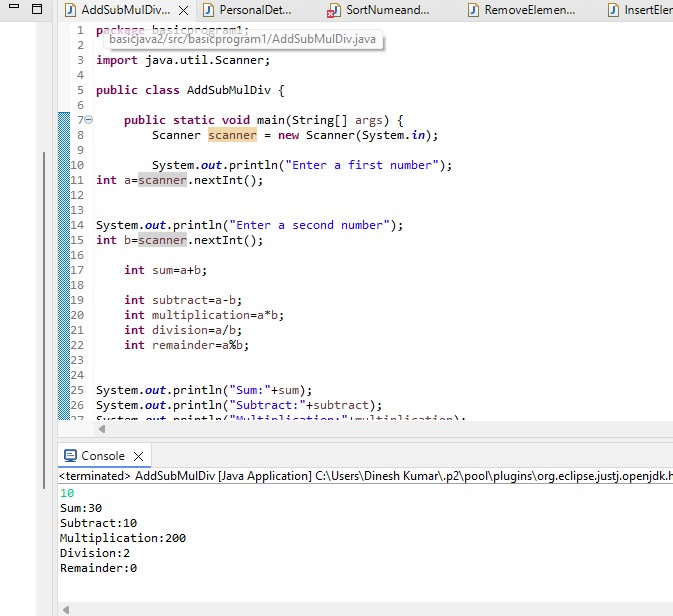 AddSubMulDiv... PersonalDet... SortNumeand... RemoveElemen... InsertEler
1 package basicprogram1;
basicjava2/src/basicprogram1/AddSubMulDiv.java
2
3 import java.util.Scanner;
4
5 public class AddSubMulDiv {
6
7 public static void main(String[] args) {
8 Scanner scanner = new Scanner(System.in);
9
10 System.out.println("Enter a first number");
11 int a=scanner.nextInt();
12
13
14 System.out.println("Enter a second number");
15 int b=scanner.nextInt();
16
17 int sum=a+b;
18
19 int subtract=a-b;
20 int multiplication=a*b;
21 int division=a/b;
22 int remainder=a%b;
23
24
25 System.out.println("Sum:"+sum);
26 System.out.println("Subtract:"+subtract);
27 System.out.println("Multiplication:"+multiplication);
Console
<terminated> AddSubMulDiv [Java Application] C:\Users\Dinesh Kumar\.p2\pool\plugins\org.eclipse.justj.openjdk.h
10
Sum:30
Subtract:10
Multiplication:200
Division:2
Remainder:0